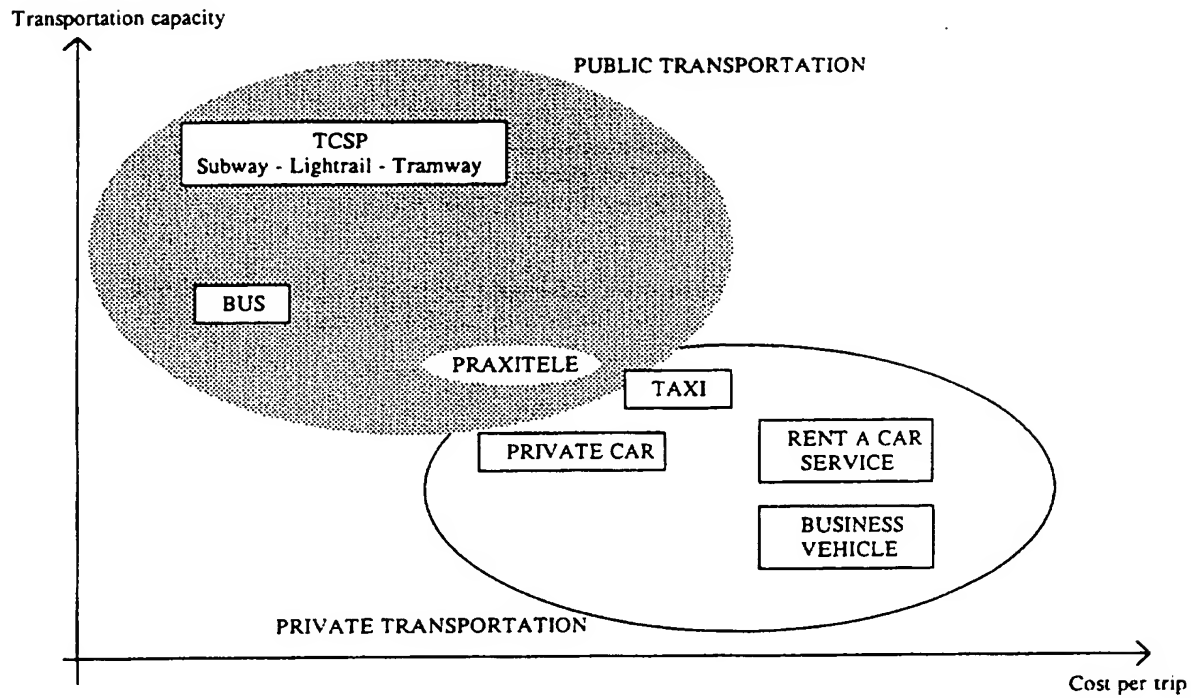 Transportation capacity
PUBLIC TRANSPORTATION
TCSP
Subway - Lightrail - Tramway
BUS
PRAXITELE
TAXI
PRIVATE CAR
RENT A CAR
SERVICE
BUSINESS
VEHICLE
PRIVATE TRANSPORTATION
Cost per trip